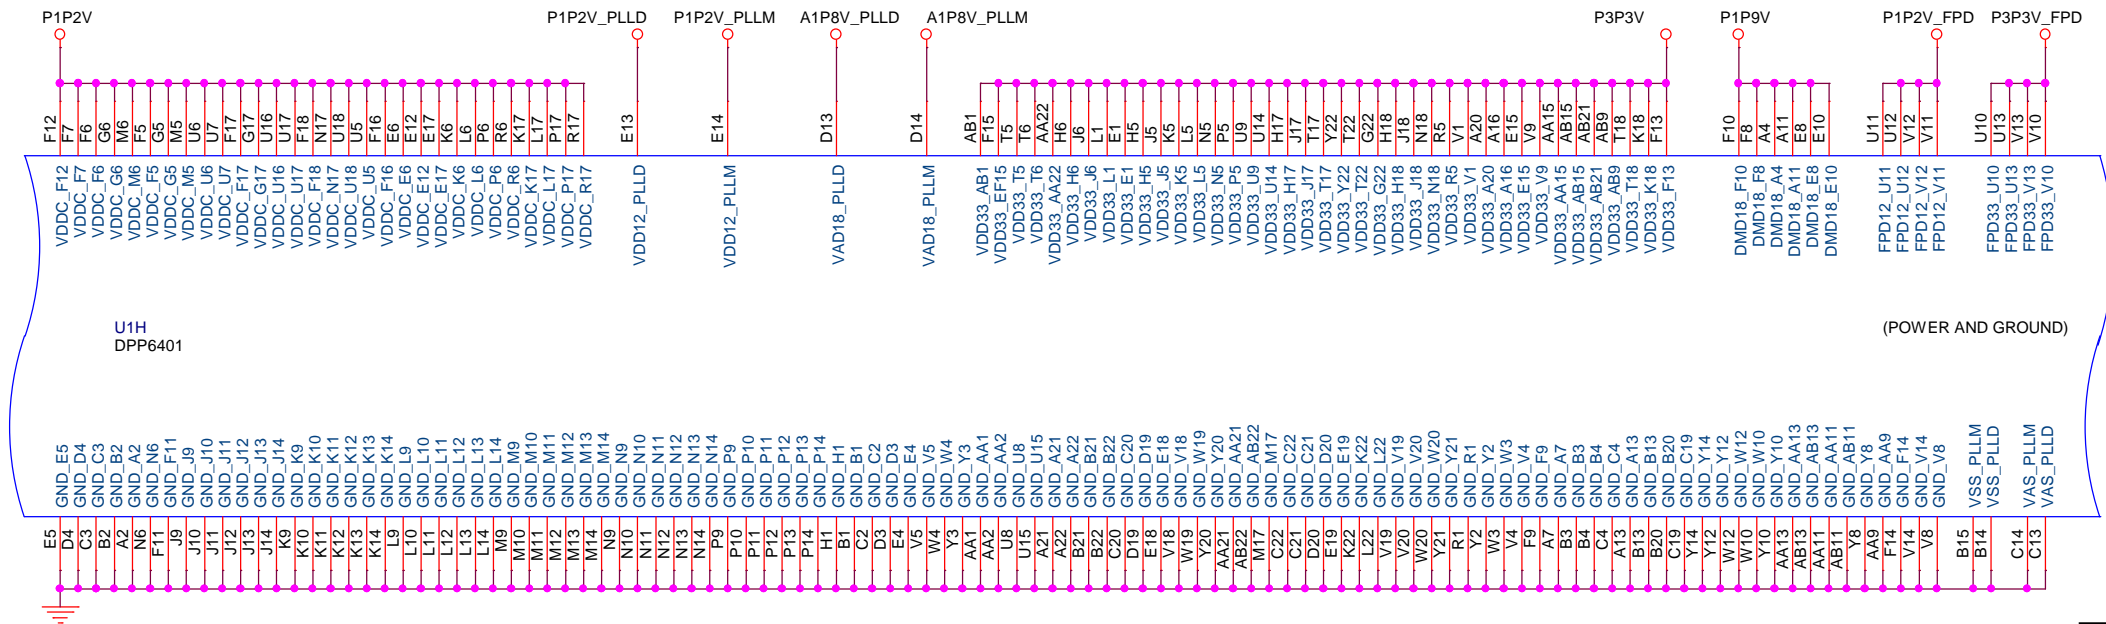 P1P2V P1P2V_PLLD P1P2V_PLLM A1P8V_PLLD A1P8V_PLLM P3P3V P1P9V P1P2V_FPD P3P3V_FPD
F12 F7 F6 G6 M6 F5 G5 M5 U6 U7 F17 G17 U16 U17 F18 N17 U18 U5 F16 E6 E12 E17 K6 L6 P6 R6 K17 L17 P17 R17 E13 E14 D13 D14 AB1 F15 T5 T6 AA22 H6 J6 L1 E1 H5 J5 K5 L5 N5 P5 U9 U14 H17 J17 T17 Y22 T22 G22 H18 J18 N18 R5 V1 A20 A16 E15 V9 AA15 AB15 AB21 AB9 T18 K18 F13 F10 F8 A4 A11 E8 E10 U11 U12 V12 V11 U10 U13 V13 V10
VDDC_F12 VDDC_F7 VDDC_F6 VDDC_G6 VDDC_M6 VDDC_F5 VDDC_G5 VDDC_M5 VDDC_U6 VDDC_U7 VDDC_F17 VDDC_G17 VDDC_U16 VDDC_U17 VDDC_F18 VDDC_N17 VDDC_U18 VDDC_U5 VDDC_F16 VDDC_E6 VDDC_E12 VDDC_E17 VDDC_K6 VDDC_L6 VDDC_P6 VDDC_R6 VDDC_K17 VDDC_L17 VDDC_P17 VDDC_R17 VDD12_PLLD VDD12_PLLM VAD18_PLLD VAD18_PLLM VDD33_AB1 VDD33_EF15 VDD33_T5 VDD33_T6 VDD33_AA22 VDD33_H6 VDD33_J6 VDD33_L1 VDD33_E1 VDD33_H5 VDD33_J5 VDD33_K5 VDD33_L5 VDD33_N5 VDD33_P5 VDD33_U9 VDD33_U14 VDD33_H17 VDD33_J17 VDD33_T17 VDD33_Y22 VDD33_T22 VDD33_G22 VDD33_H18 VDD33_J18 VDD33_N18 VDD33_R5 VDD33_V1 VDD33_A20 VDD33_A16 VDD33_E15 VDD33_V9 VDD33_AA15 VDD33_AB15 VDD33_AB21 VDD33_AB9 VDD33_T18 VDD33_K18 VDD33_F13 DMD18_F10 DMD18_F8 DMD18_A4 DMD18_A11 DMD18_E8 DMD18_E10 FPD12_U11 FPD12_U12 FPD12_V12 FPD12_V11 FPD33_U10 FPD33_U13 FPD33_V13 FPD33_V10
U1H
DPP6401
(POWER AND GROUND)
GND_E5 GND_D4 GND_C3 GND_B2 GND_A2 GND_N6 GND_F11 GND_J9 GND_J10 GND_J11 GND_J12 GND_J13 GND_J14 GND_K9 GND_K10 GND_K11 GND_K12 GND_K13 GND_K14 GND_L9 GND_L10 GND_L11 GND_L12 GND_L13 GND_L14 GND_M9 GND_M10 GND_M11 GND_M12 GND_M13 GND_M14 GND_N9 GND_N10 GND_N11 GND_N12 GND_N13 GND_N14 GND_P9 GND_P10 GND_P11 GND_P12 GND_P13 GND_P14 GND_H1 GND_B1 GND_C2 GND_D3 GND_E4 GND_V5 GND_W4 GND_Y3 GND_AA1 GND_AA2 GND_U8 GND_U15 GND_A21 GND_A22 GND_B21 GND_B22 GND_C20 GND_D19 GND_E18 GND_V18 GND_W19 GND_Y20 GND_AA21 GND_AB22 GND_M17 GND_C22 GND_C21 GND_D20 GND_E19 GND_K22 GND_L22 GND_V19 GND_V20 GND_W20 GND_Y21 GND_R1 GND_Y2 GND_W3 GND_V4 GND_F9 GND_A7 GND_B3 GND_B4 GND_C4 GND_A13 GND_B13 GND_B20 GND_C19 GND_Y14 GND_Y12 GND_W12 GND_W10 GND_Y10 GND_AA13 GND_AB13 GND_AA11 GND_AB11 GND_Y8 GND_AA9 GND_F14 GND_V14 GND_V8 VSS_PLLM VSS_PLLD VAS_PLLM VAS_PLLD
E5 D4 C3 B2 A2 N6 F11 J9 J10 J11 J12 J13 J14 K9 K10 K11 K12 K13 K14 L9 L10 L11 L12 L13 L14 M9 M10 M11 M12 M13 M14 N9 N10 N11 N12 N13 N14 P9 P10 P11 P12 P13 P14 H1 B1 C2 D3 E4 V5 W4 Y3 AA1 AA2 U8 U15 A21 A22 B21 B22 C20 D19 E18 V18 W19 Y20 AA21 AB22 M17 C22 C21 D20 E19 K22 L22 V19 V20 W20 Y21 R1 Y2 W3 V4 F9 A7 B3 B4 C4 A13 B13 B20 C19 Y14 Y12 W12 W10 Y10 AA13 AB13 AA11 AB11 Y8 AA9 F14 V14 V8 B15 B14 C14 C13